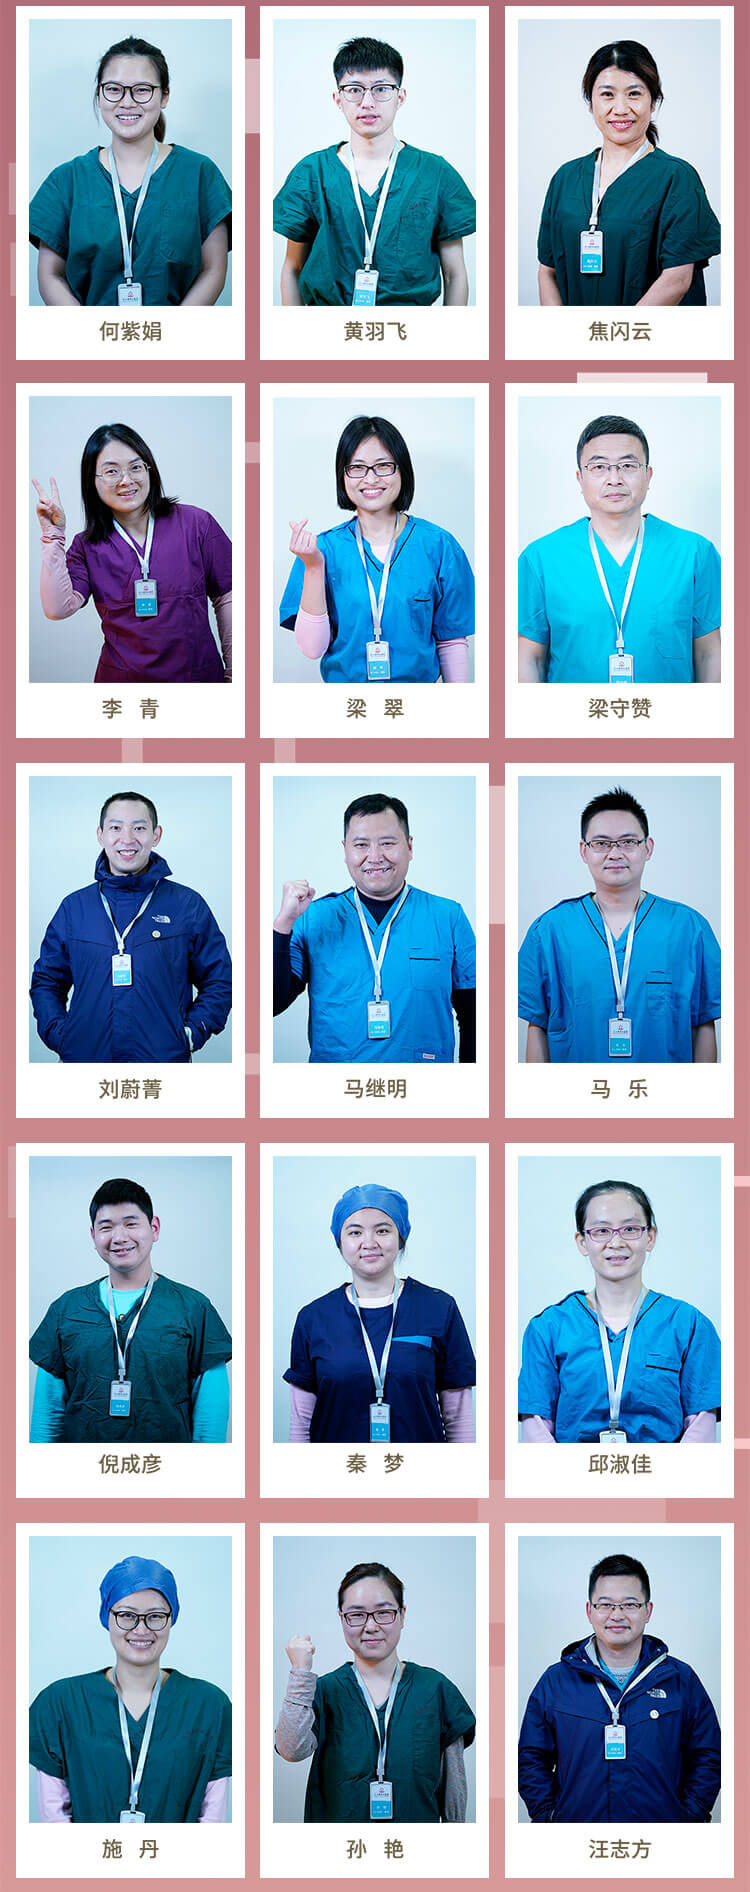 何紫娟
黄羽飞
焦闪云
李 青
梁 翠
梁守赞
刘蔚菁
马继明
马 乐
倪成彦
秦 梦
邱淑佳
施 丹
孙 艳
汪志方